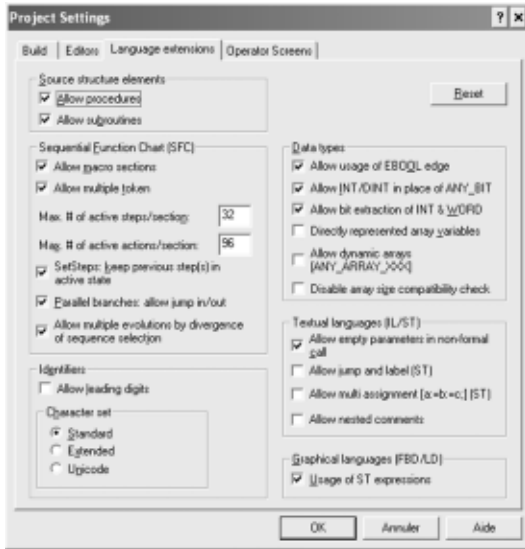 Project Settings
Build
Editors
Language extensions
Operator Screens
Source structure elements
Allow procedures
Allow subroutines
Reset
Sequential Function Chart (SFC)
Allow macro sections
Allow multiple token
Max. # of active steps/section: 32
Max. # of active actions/section: 96
SetSteps: keep previous step(s) in
active state
Parallel branches: allow jump in/out
Allow multiple evolutions by divergence
of sequence selection
Identifiers
Allow leading digits
Character set
Standard
Extended
Unicode
Data types
Allow usage of EBOOL edge
Allow INT/DINT in place of ANY_BIT
Allow bit extraction of INT & WORD
Directly represented array variables
Allow dynamic arrays
[ANY_ARRAY_XXX]
Disable array size compatibility check
Textual languages (IL/ST)
Allow empty parameters in non-formal
call
Allow jump and label (ST)
Allow multi assignment [a:=b:=c;] (ST)
Allow nested comments
Graphical languages (FBD/LD)
Usage of ST expressions
OK
Annuler
Aide